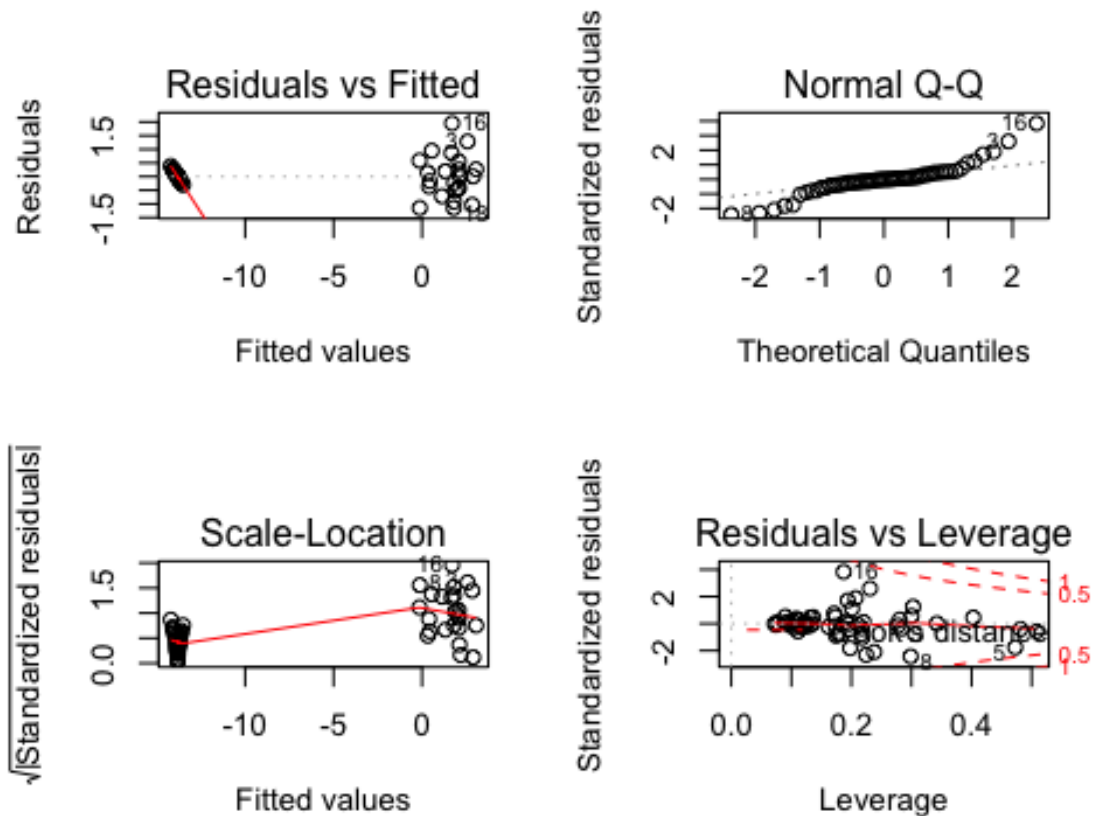 Residuals vs Fitted
Residuals
1.5
-1.5
16
3
18
-10
-5
0
Fitted values
Normal Q-Q
Standardized residuals
2
-2
16
3
8
-2
-1
0
1
2
Theoretical Quantiles
Scale-Location
√|Standardized residuals|
1.5
0.0
16
8
-10
-5
0
Fitted values
Residuals vs Leverage
Standardized residuals
2
-2
16
distance
5
8
1
0.5
0.5
1
0.0
0.2
0.4
Leverage